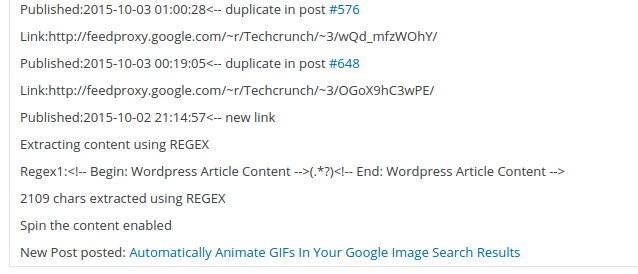 Published:2015-10-03 01:00:28<-- duplicate in post #576
Link:http://feedproxy.google.com/~r/Techcrunch/~3/wQd_mfzWOhY/
Published:2015-10-03 00:19:05<-- duplicate in post #648
Link:http://feedproxy.google.com/~r/Techcrunch/~3/OGoX9hC3wPE/
Published:2015-10-02 21:14:57<-- new link
Extracting content using REGEX
Regex1:<!-- Begin: Wordpress Article Content -->(.*?)<!-- End: Wordpress Article Content -->
2109 chars extracted using REGEX
Spin the content enabled
New Post posted: Automatically Animate GIFs In Your Google Image Search Results